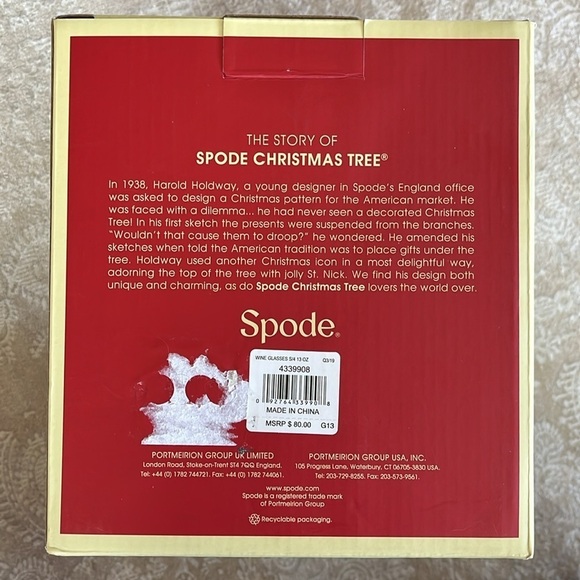 THE STORY OF
SPODE CHRISTMAS TREE®
In 1938, Harold Holdway, a young designer in Spode's England office
was asked to design a Christmas pattern for the American market. He
was faced with a dilemma... he had never seen a decorated Christmas
Tree! In his first sketch the presents were suspended from the branches.
"Wouldn't that cause them to droop?" he wondered. He amended his
sketches when told the American tradition was to place gifts under the
tree. Holdway used another Christmas icon in a most delightful way,
adorning the top of the tree with jolly St. Nick. We find his design both
unique and charming, as do Spode Christmas Tree lovers the world over.
Spode®
WINE GLASSES S/4 13 OZ G3/19
4339908
0 92764 33990 8
MADE IN CHINA
MSRP $ 80.00 G13
PORTMEIRION GROUP UK LIMITED
London Road, Stoke-on-Trent ST4 7QQ England.
Tel: +44 (0) 1782 744721. Fax: +44 (0) 1782 744061.
PORTMEIRION GROUP USA, INC.
105 Progress Lane, Waterbury, CT 06705-3830 USA.
Tel: 203-729-8255. Fax: 203-573-9561.
www.spode.com
Spode is a registered trade mark
of Portmeirion Group
Recyclable packaging.